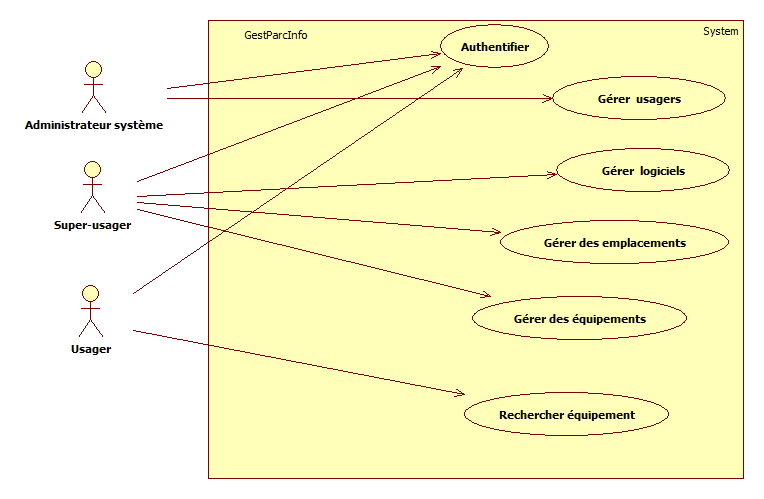 GestParcInfo
System
Authentifier
Administrateur système
Gérer usagers
Super-usager
Gérer logiciels
Gérer des emplacements
Usager
Gérer des équipements
Rechercher équipement